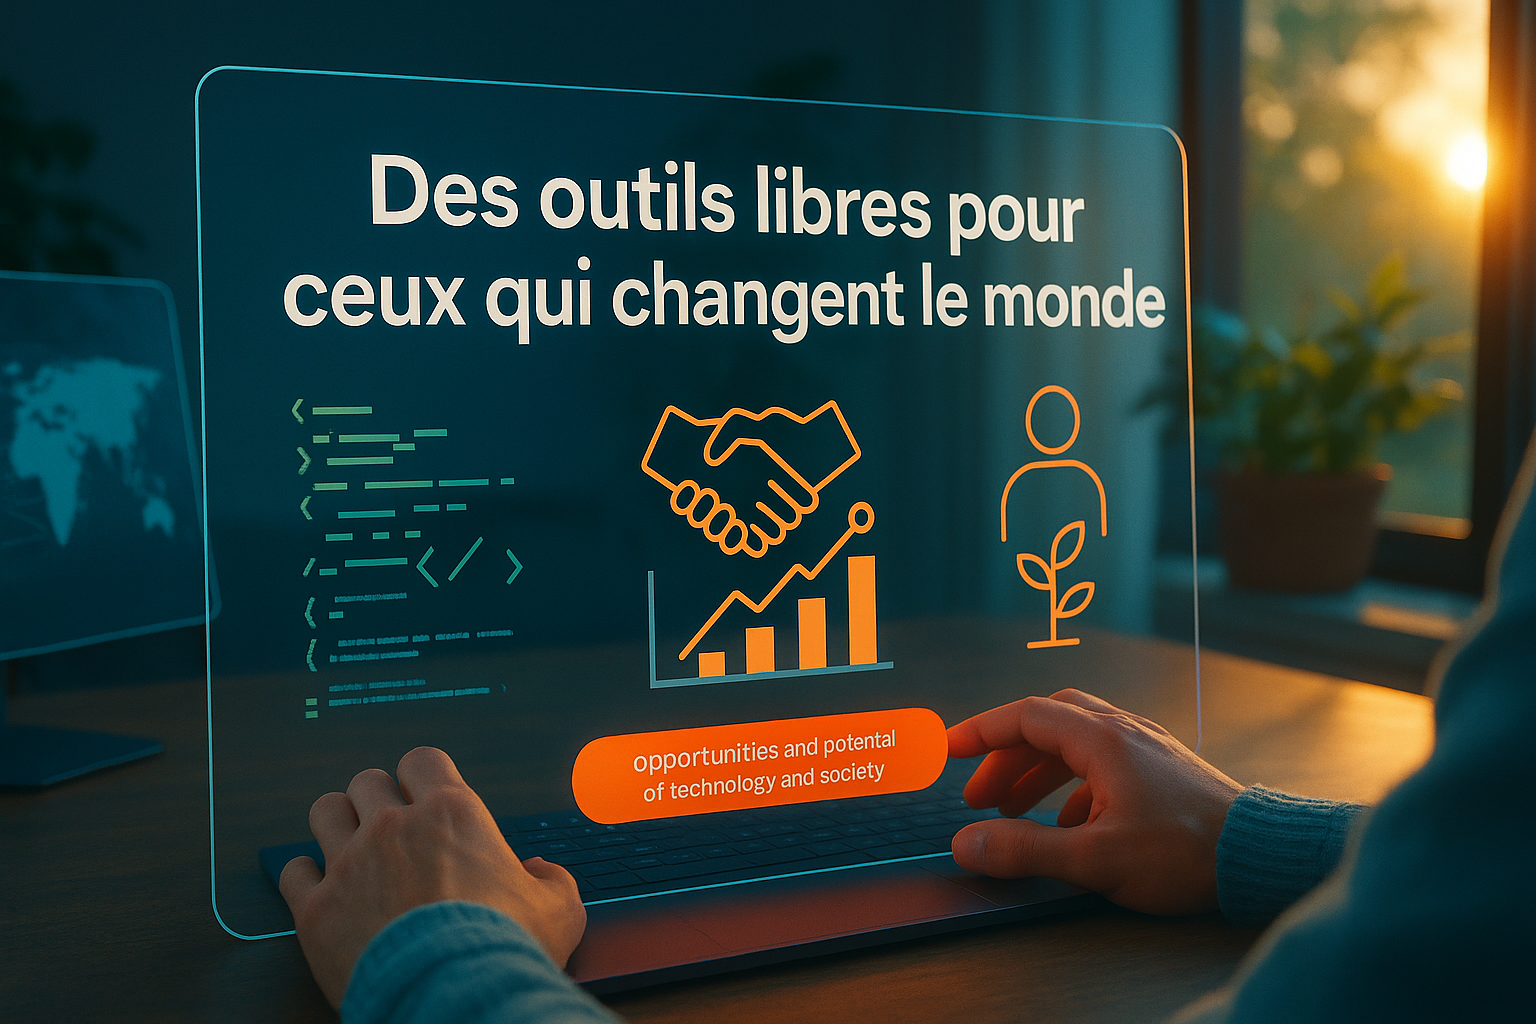 Des outils libres pour
ceux qui changent le monde
</>
opportunities and potental
of technology and society